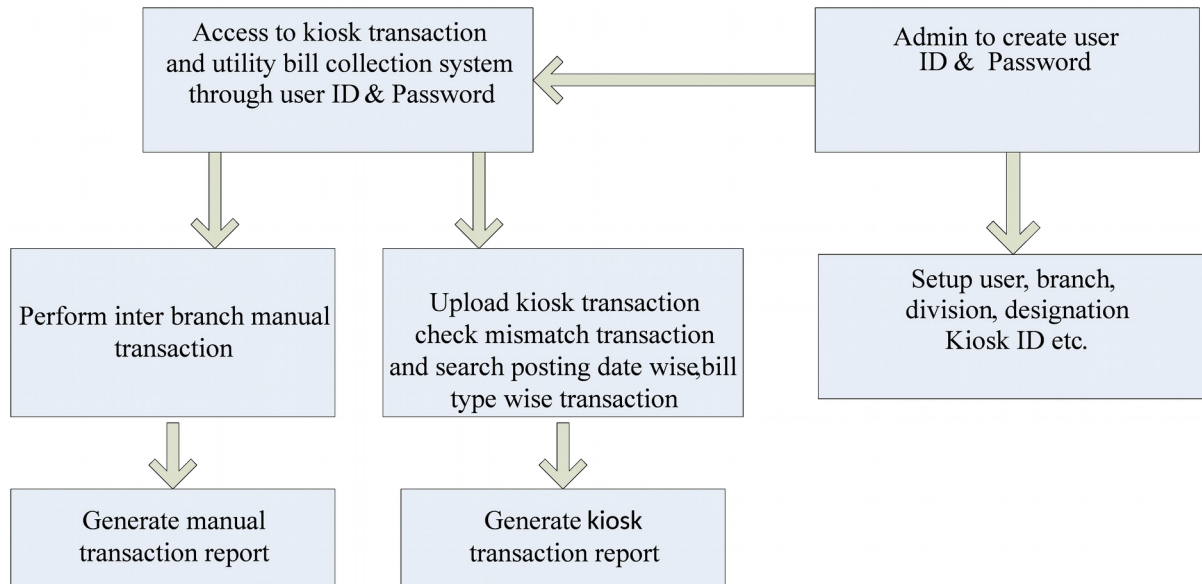 Access to kiosk transaction
and utility bill collection system
through user ID & Password
Admin to create user
ID & Password
Perform inter branch manual
transaction
Upload kiosk transaction
check mismatch transaction
and search posting date wise,bill
type wise transaction
Setup user, branch,
division, designation
Kiosk ID etc.
Generate manual
transaction report
Generate kiosk
transaction report